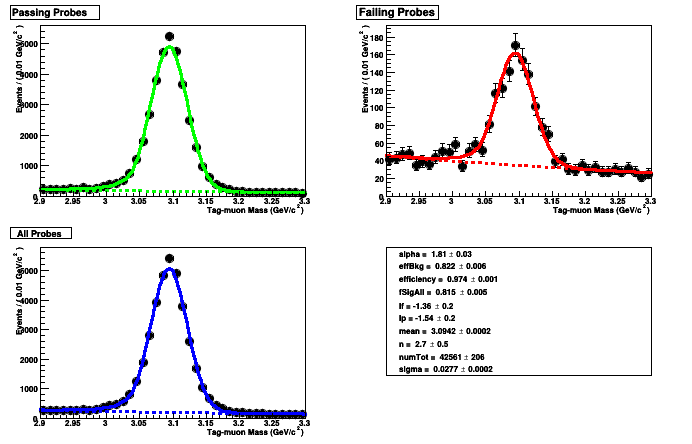 Passing Probes
Events / ( 0.01 GeV/c² )
5000
4000
3000
2000
1000
0
2.9 2.95 3 3.05 3.1 3.15 3.2 3.25 3.3
Tag-muon Mass (GeV/c²)
Failing Probes
Events / ( 0.01 GeV/c² )
180
160
140
120
100
80
60
40
20
0
2.9 2.95 3 3.05 3.1 3.15 3.2 3.25 3.3
Tag-muon Mass (GeV/c²)
All Probes
Events / ( 0.01 GeV/c² )
5000
4000
3000
2000
1000
0
2.9 2.95 3 3.05 3.1 3.15 3.2 3.25 3.3
Tag-muon Mass (GeV/c²)
alpha = 1.81 ± 0.03
effBkg = 0.822 ± 0.006
efficiency = 0.974 ± 0.001
fSigAll = 0.815 ± 0.005
lf = -1.36 ± 0.2
lp = -1.54 ± 0.2
mean = 3.0942 ± 0.0002
n = 2.7 ± 0.5
numTot = 42561 ± 206
sigma = 0.0277 ± 0.0002